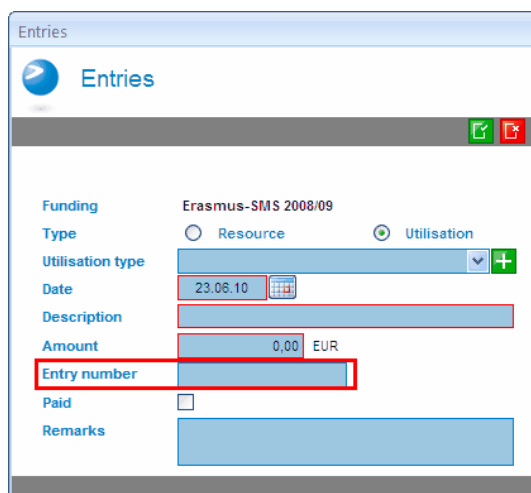 Entries
Entries
Funding Erasmus-SMS 2008/09
Type Resource Utilisation
Utilisation type
Date 23.06.10
Description
Amount 0,00 EUR
Entry number
Paid
Remarks